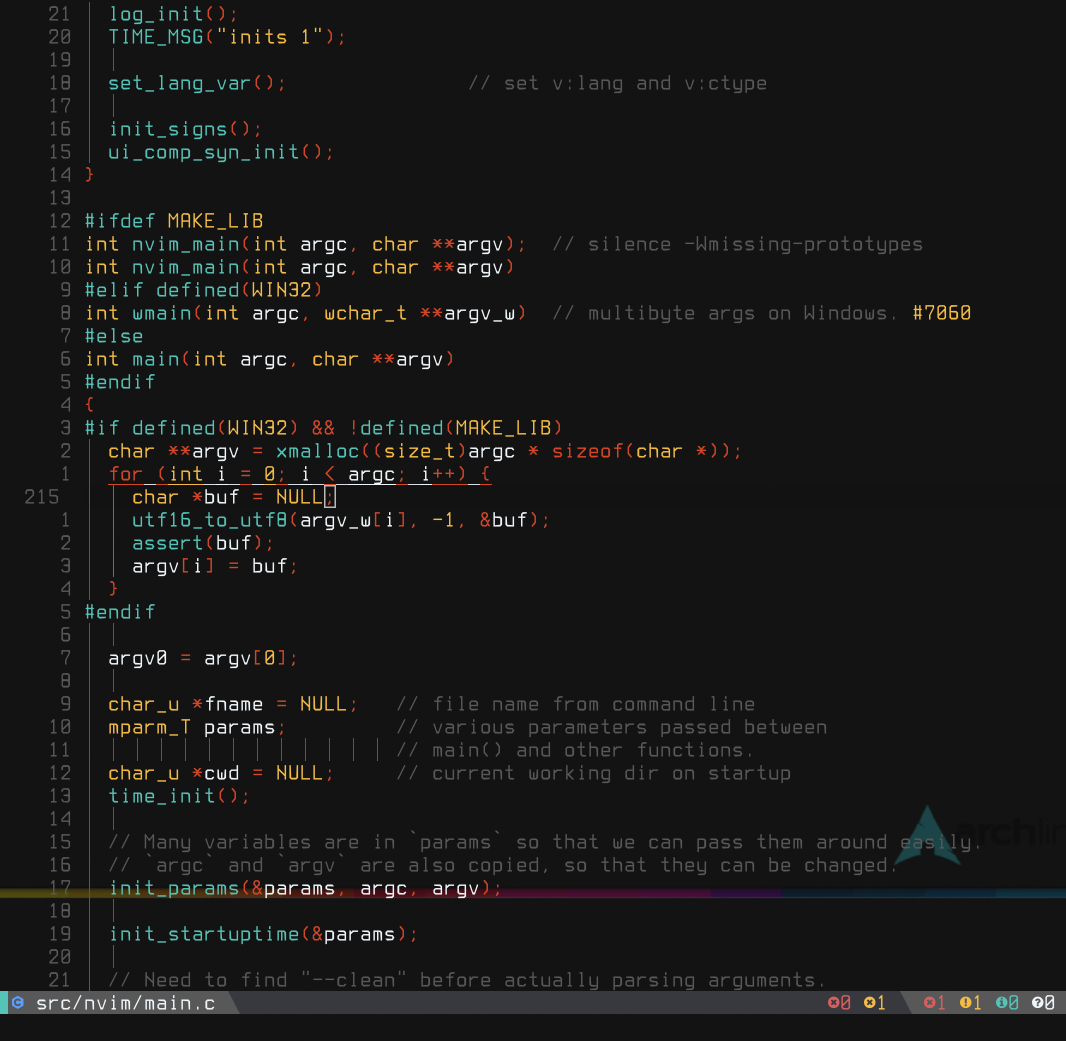 21 log_init();
20 TIME_MSG("inits 1");
19
18 set_lang_var(); // set v:lang and v:ctype
17
16 init_signs();
15 ui_comp_syn_init();
14 }
13
12 #ifdef MAKE_LIB
11 int nvim_main(int argc, char **argv); // silence -Wmissing-prototypes
10 int nvim_main(int argc, char **argv)
9 #elif defined(WIN32)
8 int wmain(int argc, wchar_t **argv_w) // multibyte args on Windows. #7060
7 #else
6 int main(int argc, char **argv)
5 #endif
4 {
3 #if defined(WIN32) && !defined(MAKE_LIB)
2 char **argv = xmalloc((size_t)argc * sizeof(char *));
1 for (int i = 0; i < argc; i++) {
215 char *buf = NULL;
1 utf16_to_utf8(argv_w[i], -1, &buf);
2 assert(buf);
3 argv[i] = buf;
4 }
5 #endif
6
7 argv0 = argv[0];
8
9 char_u *fname = NULL; // file name from command line
10 mparm_T params; // various parameters passed between
11 // main() and other functions.
12 char_u *cwd = NULL; // current working dir on startup
13 time_init();
14
15 // Many variables are in `params` so that we can pass them around easily.
16 // `argc` and `argv` are also copied, so that they can be changed.
17 init_params(&params, argc, argv);
18
19 init_startuptime(&params);
20
21 // Need to find "--clean" before actually parsing arguments.
src/nvim/main.c 0 1 1 1 0 0